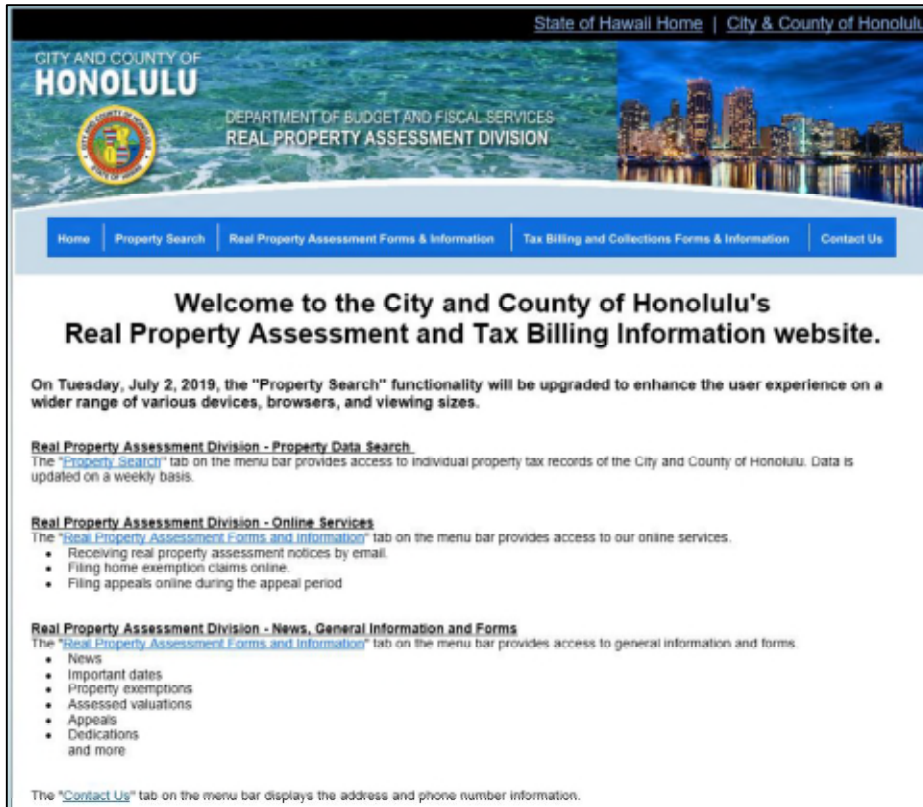 State of Hawaii Home | City & County of Honolulu
CITY AND COUNTY OF
HONOLULU
CITY AND COUNTY OF HONOLULU
STATE OF HAWAII
DEPARTMENT OF BUDGET AND FISCAL SERVICES
REAL PROPERTY ASSESSMENT DIVISION
Home | Property Search | Real Property Assessment Forms & Information | Tax Billing and Collections Forms & Information | Contact Us
Welcome to the City and County of Honolulu's
Real Property Assessment and Tax Billing Information website.
On Tuesday, July 2, 2019, the "Property Search" functionality will be upgraded to enhance the user experience on a
wider range of various devices, browsers, and viewing sizes.
Real Property Assessment Division - Property Data Search
The "Property Search" tab on the menu bar provides access to individual property tax records of the City and County of Honolulu. Data is
updated on a weekly basis.
Real Property Assessment Division - Online Services
The "Real Property Assessment Forms and Information" tab on the menu bar provides access to our online services.
• Receiving real property assessment notices by email.
• Filing home exemption claims online.
• Filing appeals online during the appeal period
Real Property Assessment Division - News, General Information and Forms
The "Real Property Assessment Forms and Information" tab on the menu bar provides access to general information and forms.
• News
• Important dates
• Property exemptions
• Assessed valuations
• Appeals
• Dedications
and more
The "Contact Us" tab on the menu bar displays the address and phone number information.